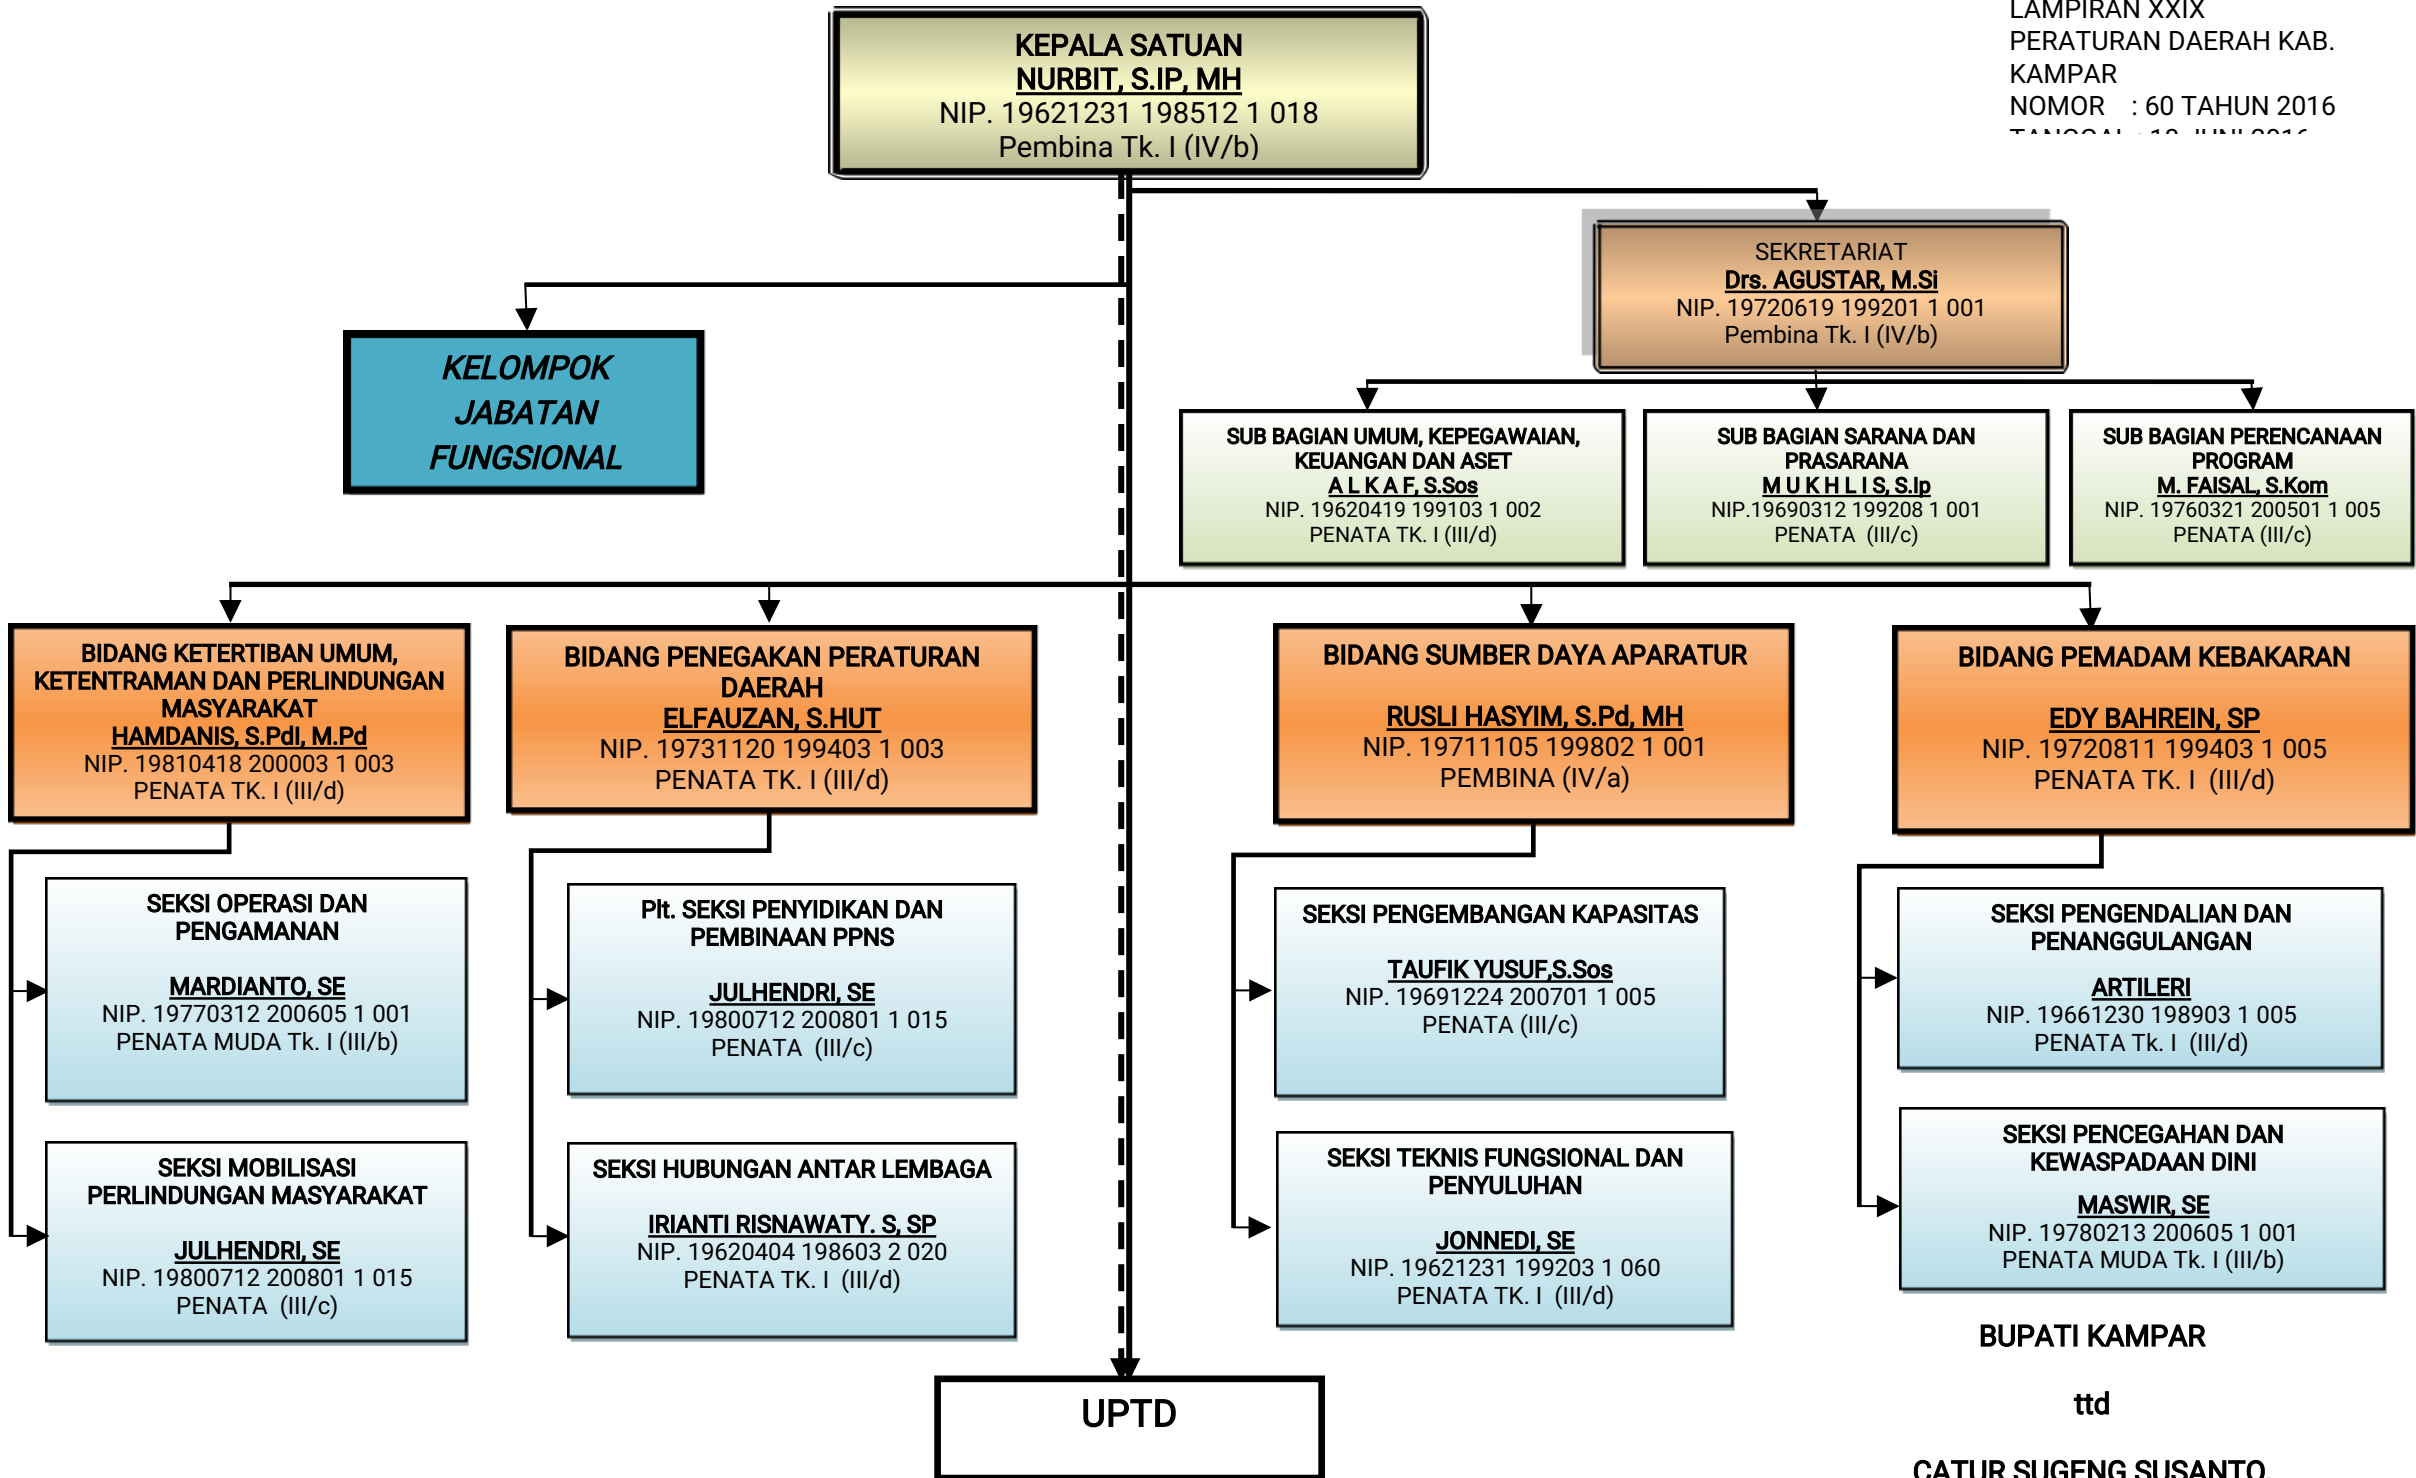 LAMPIRAN XXIX
PERATURAN DAERAH KAB.
KAMPAR
NOMOR : 60 TAHUN 2016
KEPALA SATUAN
NURBIT, S.IP, MH
NIP. 19621231 198512 1 018
Pembina Tk. I (IV/b)
SEKRETARIAT
Drs. AGUSTAR, M.Si
NIP. 19720619 199201 1 001
Pembina Tk. I (IV/b)
KELOMPOK
JABATAN
FUNGSIONAL
SUB BAGIAN UMUM, KEPEGAWAIAN,
KEUANGAN DAN ASET
A L K A F, S.Sos
NIP. 19620419 199103 1 002
PENATA TK. I (III/d)
SUB BAGIAN SARANA DAN
PRASARANA
M U K H L I S, S.Ip
NIP.19690312 199208 1 001
PENATA (III/c)
SUB BAGIAN PERENCANAAN
PROGRAM
M. FAISAL, S.Kom
NIP. 19760321 200501 1 005
PENATA (III/c)
BIDANG KETERTIBAN UMUM,
KETENTRAMAN DAN PERLINDUNGAN
MASYARAKAT
HAMDANIS, S.PdI, M.Pd
NIP. 19810418 200003 1 003
PENATA TK. I (III/d)
BIDANG PENEGAKAN PERATURAN
DAERAH
ELFAUZAN, S.HUT
NIP. 19731120 199403 1 003
PENATA TK. I (III/d)
BIDANG SUMBER DAYA APARATUR
RUSLI HASYIM, S.Pd, MH
NIP. 19711105 199802 1 001
PEMBINA (IV/a)
BIDANG PEMADAM KEBAKARAN
EDY BAHREIN, SP
NIP. 19720811 199403 1 005
PENATA TK. I (III/d)
SEKSI OPERASI DAN
PENGAMANAN
MARDIANTO, SE
NIP. 19770312 200605 1 001
PENATA MUDA Tk. I (III/b)
Plt. SEKSI PENYIDIKAN DAN
PEMBINAAN PPNS
JULHENDRI, SE
NIP. 19800712 200801 1 015
PENATA (III/c)
SEKSI PENGEMBANGAN KAPASITAS
TAUFIK YUSUF,S.Sos
NIP. 19691224 200701 1 005
PENATA (III/c)
SEKSI PENGENDALIAN DAN
PENANGGULANGAN
ARTILERI
NIP. 19661230 198903 1 005
PENATA Tk. I (III/d)
SEKSI MOBILISASI
PERLINDUNGAN MASYARAKAT
JULHENDRI, SE
NIP. 19800712 200801 1 015
PENATA (III/c)
SEKSI HUBUNGAN ANTAR LEMBAGA
IRIANTI RISNAWATY. S, SP
NIP. 19620404 198603 2 020
PENATA TK. I (III/d)
SEKSI TEKNIS FUNGSIONAL DAN
PENYULUHAN
JONNEDI, SE
NIP. 19621231 199203 1 060
PENATA TK. I (III/d)
SEKSI PENCEGAHAN DAN
KEWASPADAAN DINI
MASWIR, SE
NIP. 19780213 200605 1 001
PENATA MUDA Tk. I (III/b)
UPTD
BUPATI KAMPAR
ttd
CATUR SUGENG SUSANTO,